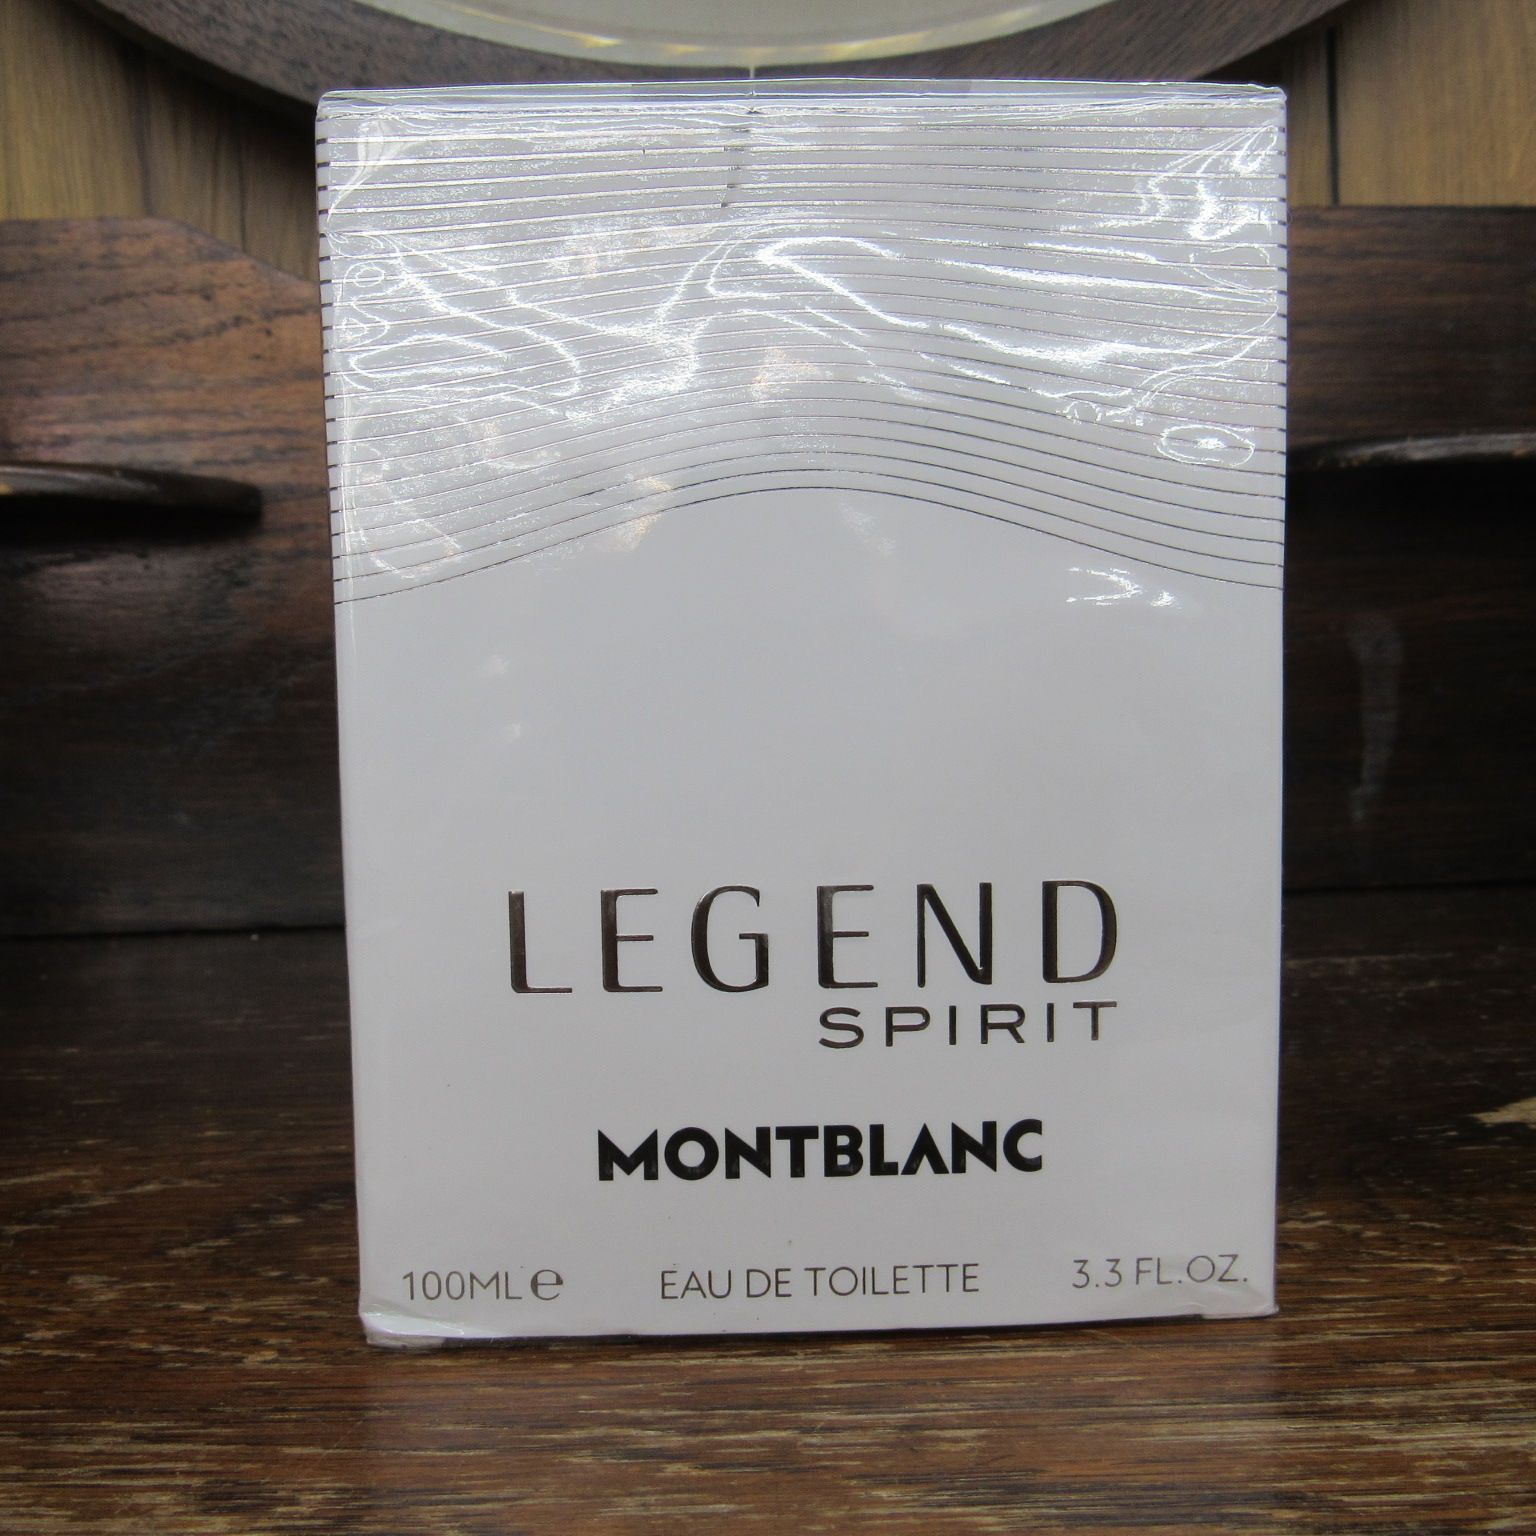 LEGEND
SPIRIT
MONTBLANC
100ML ℮ EAU DE TOILETTE 3.3 FL.OZ.